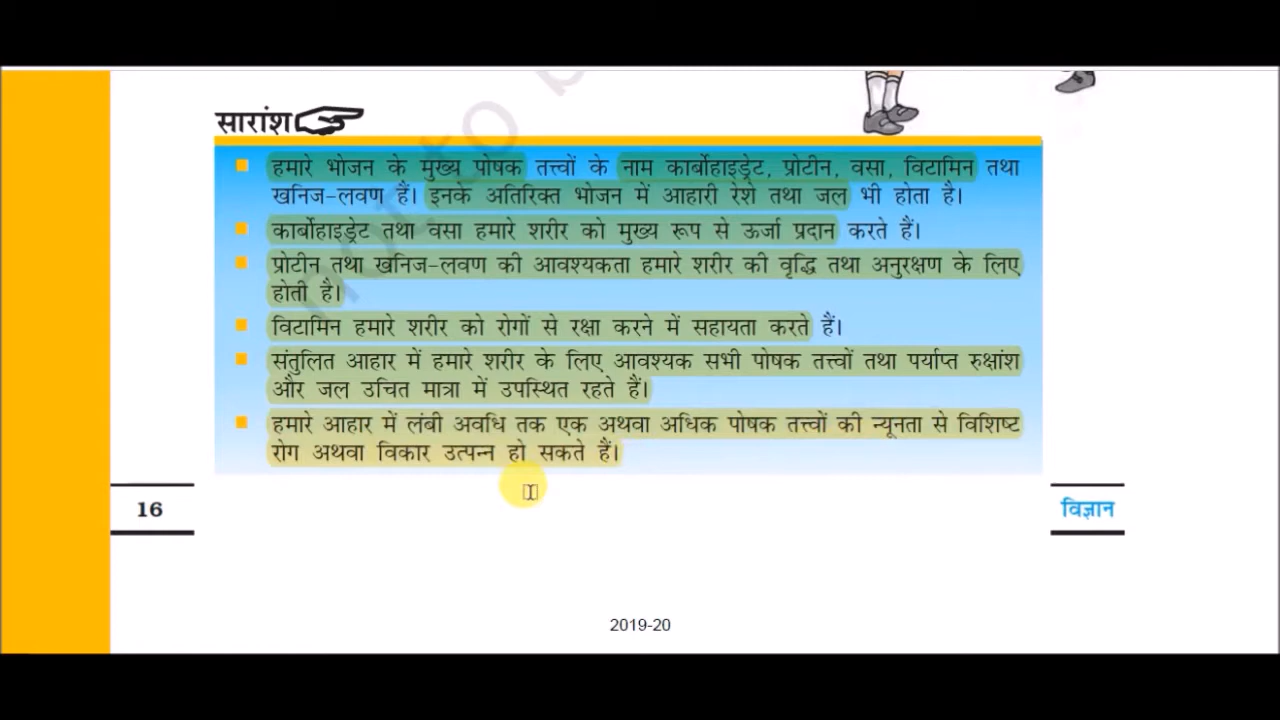 सारांश
हमारे भोजन के मुख्य पोषक तत्त्वों के नाम कार्बोहाइड्रेट, प्रोटीन, वसा, विटामिन तथा
खनिज-लवण हैं। इनके अतिरिक्त भोजन में आहारी रेशे तथा जल भी होता है।
कार्बोहाइड्रेट तथा वसा हमारे शरीर को मुख्य रूप से ऊर्जा प्रदान करते हैं।
प्रोटीन तथा खनिज-लवण की आवश्यकता हमारे शरीर की वृद्धि तथा अनुरक्षण के लिए
होती है।
विटामिन हमारे शरीर को रोगों से रक्षा करने में सहायता करते हैं।
संतुलित आहार में हमारे शरीर के लिए आवश्यक सभी पोषक तत्त्वों तथा पर्याप्त रुक्षांश
और जल उचित मात्रा में उपस्थित रहते हैं।
हमारे आहार में लंबी अवधि तक एक अथवा अधिक पोषक तत्त्वों की न्यूनता से विशिष्ट
रोग अथवा विकार उत्पन्न हो सकते हैं।
16
विज्ञान
2019-20